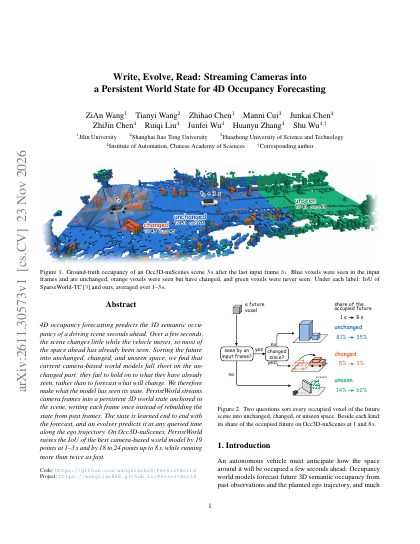 Write, Evolve, Read: Streaming Cameras into
a Persistent World State for 4D Occupancy Forecasting
ZiAn Wang¹ Tianyi Wang² Zhihao Chen¹ Manni Cui³ Junkai Chen⁴
ZhiJin Chen⁴ Ruiqi Liu⁴ Junfei Wu⁴ Huanyu Zhang⁴ Shu Wu⁴,†
¹Jilin University ²Shanghai Jiao Tong University ³Huazhong University of Science and Technology
⁴Institute of Automation, Chinese Academy of Sciences †Corresponding author
arXiv:2611.30573v1 [cs.CV] 23 Nov 2026
unseen
unchanged
changed
Figure 1. Ground-truth occupancy of an Occ3D-nuScenes scene 3 s after the last input frame t₀. Blue voxels were seen in the input
frames and are unchanged, orange voxels were seen but have changed, and green voxels were never seen. Under each label: IoU of
SparseWorld-TC [9] and ours, averaged over 1–3 s.
Abstract
4D occupancy forecasting predicts the 3D semantic occu-
pancy of a driving scene seconds ahead. Over a few seconds, the
scene changes little while the vehicle moves, so most
of the space ahead has already been seen. Sorting the future
into unchanged, changed, and unseen space, we find that
current camera-based world models fall short on the un-
changed part: they fail to hold on to what they have already
seen, rather than to forecast what will change. We therefore
make what the model has seen its state. PersistWorld streams
camera frames into a persistent 3D world state anchored in
the scene, writing each frame once instead of rebuilding the
state from past frames. The state is learned end to end with
the forecast, and an evolver predicts it at any queried time
along the ego trajectory. On Occ3D-nuScenes, PersistWorld
raises the IoU of the best camera-based world model by 19
points at 1–3 s and by 18 to 24 points up to 8 s, while running
more than twice as fast.
Code: https://github.com/wangzian828/PersistWorld
Project: https://wangzian828.github.io/PersistWorld
a future
voxel
share of the
occupied future
1 s → 8 s
seen by an
input frame?
yes
changed
since?
no
yes
no
unchanged
81% → 35%
changed
5% → 3%
unseen
14% → 62%
Figure 2. Two questions sort every occupied voxel of the future
scene into unchanged, changed, or unseen space. Beside each kind
its share of the occupied future on Occ3D-nuScenes at 1 and 8 s.
1. Introduction
An autonomous vehicle must anticipate how the space
around it will be occupied a few seconds ahead. Occupancy
world models forecast future 3D semantic occupancy from
past observations and the planned ego trajectory, and much
1